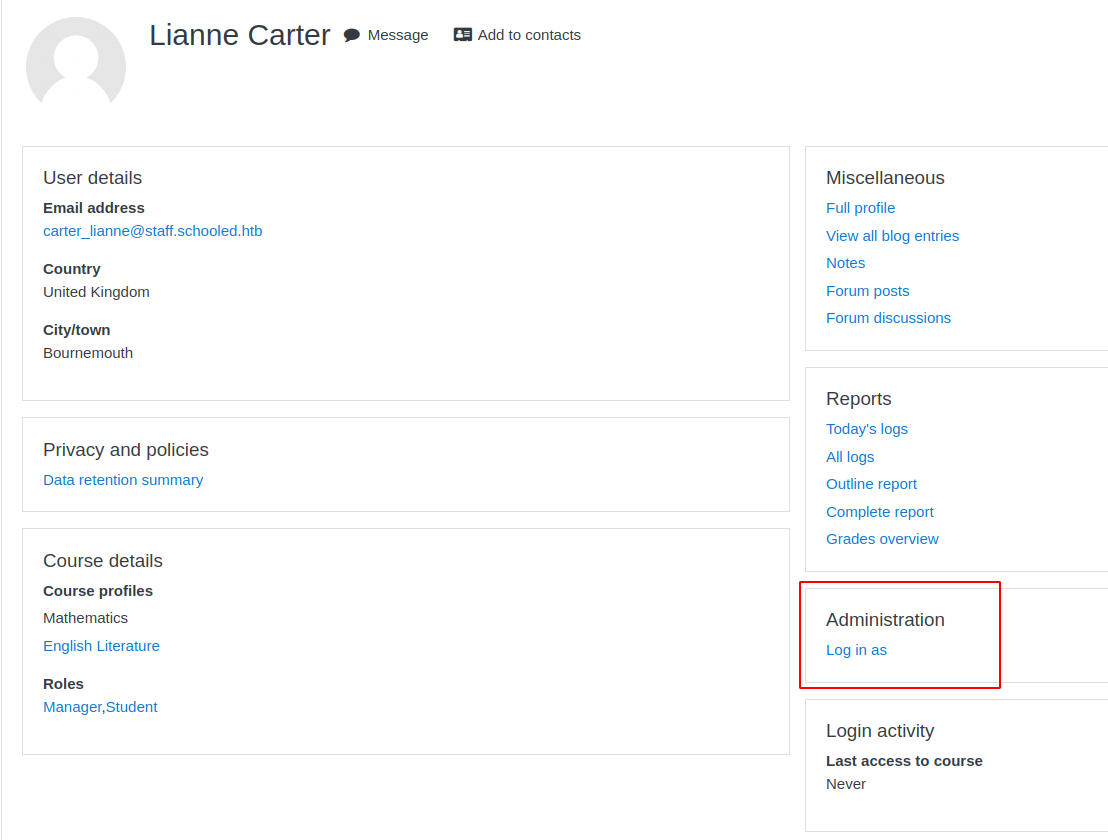 Lianne Carter Message Add to contacts
User details
Email address
carter_lianne@staff.schooled.htb
Country
United Kingdom
City/town
Bournemouth
Privacy and policies
Data retention summary
Course details
Course profiles
Mathematics
English Literature
Roles
Manager,Student
Miscellaneous
Full profile
View all blog entries
Notes
Forum posts
Forum discussions
Reports
Today's logs
All logs
Outline report
Complete report
Grades overview
Administration
Log in as
Login activity
Last access to course
Never